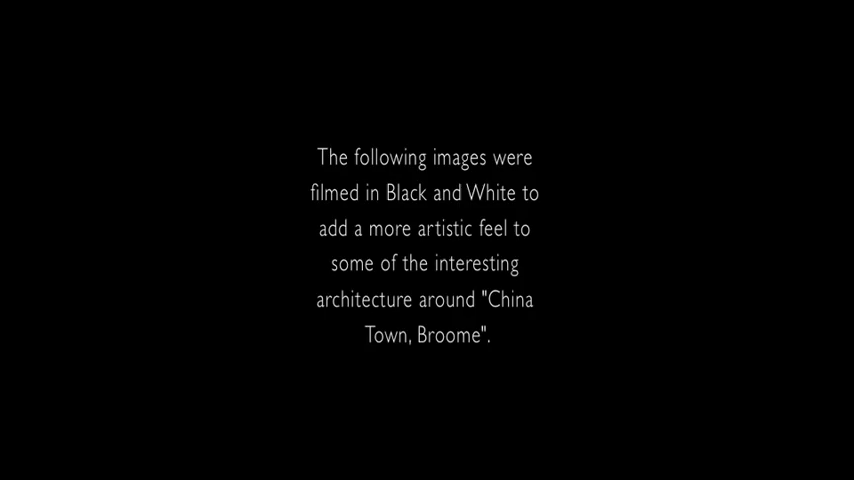 The following images were
filmed in Black and White to
add a more artistic feel to
some of the interesting
architecture around "China
Town, Broome".